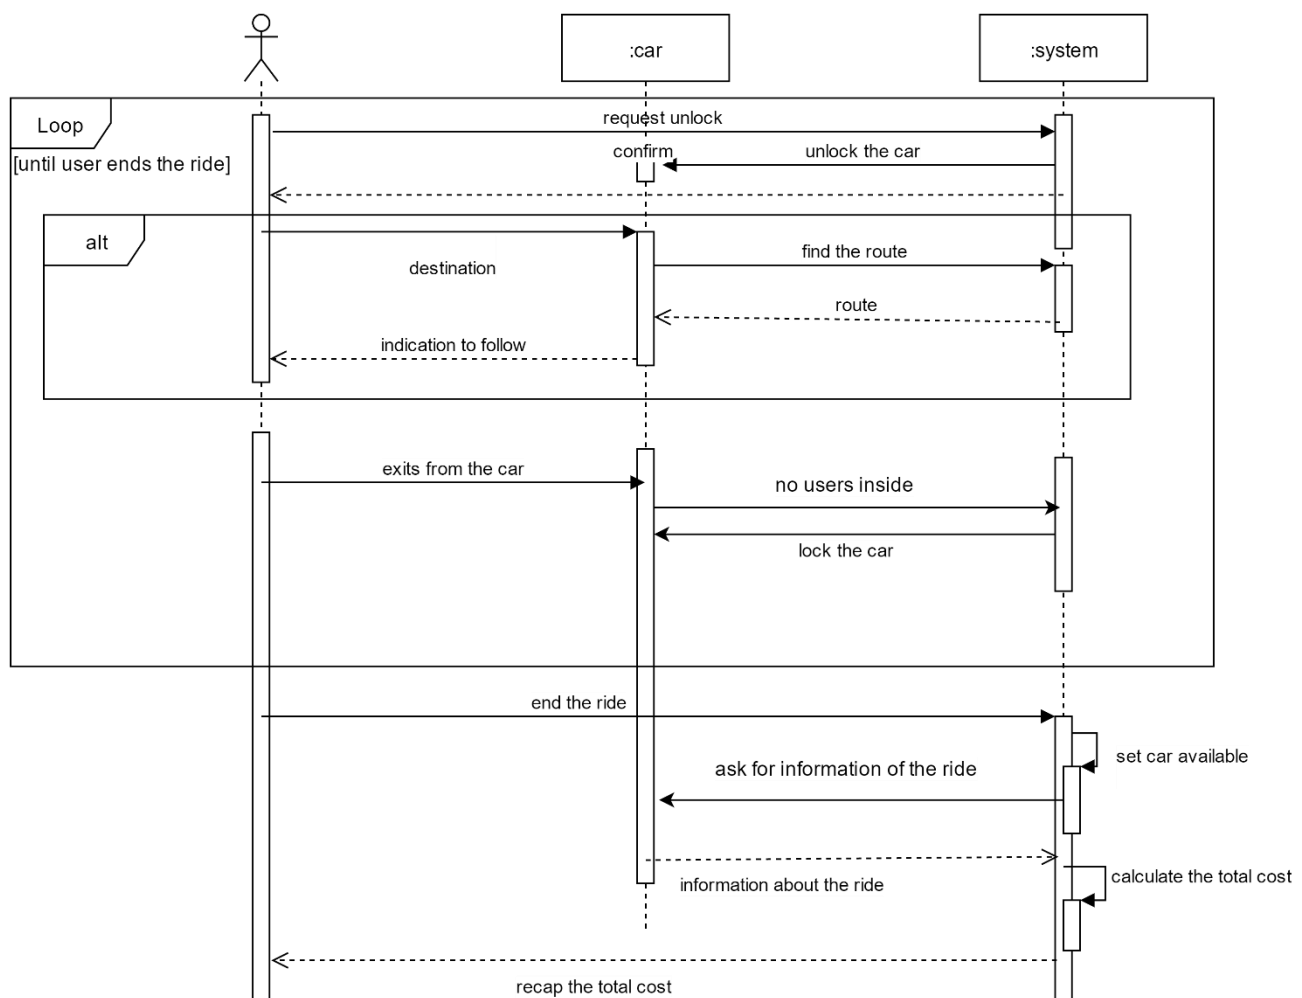 :car
:system
Loop
request unlock
[until user ends the ride]
confirm
unlock the car
alt
destination
find the route
route
indication to follow
exits from the car
no users inside
lock the car
end the ride
set car available
ask for information of the ride
information about the ride
calculate the total cost
recap the total cost